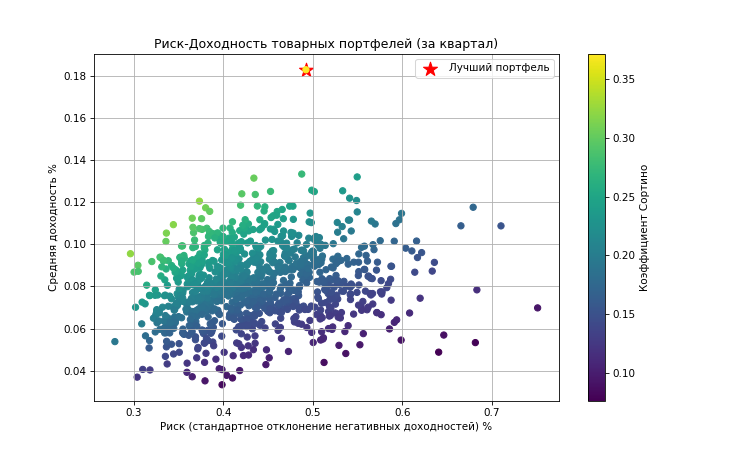 Риск-Доходность товарных портфелей (за квартал)
Лучший портфель
Средняя доходность %
0.18
0.16
0.14
0.12
0.10
0.08
0.06
0.04
0.3 0.4 0.5 0.6 0.7
Риск (стандартное отклонение негативных доходностей) %
0.35
0.30
0.25
0.20
0.15
0.10
Коэффициент Сортино